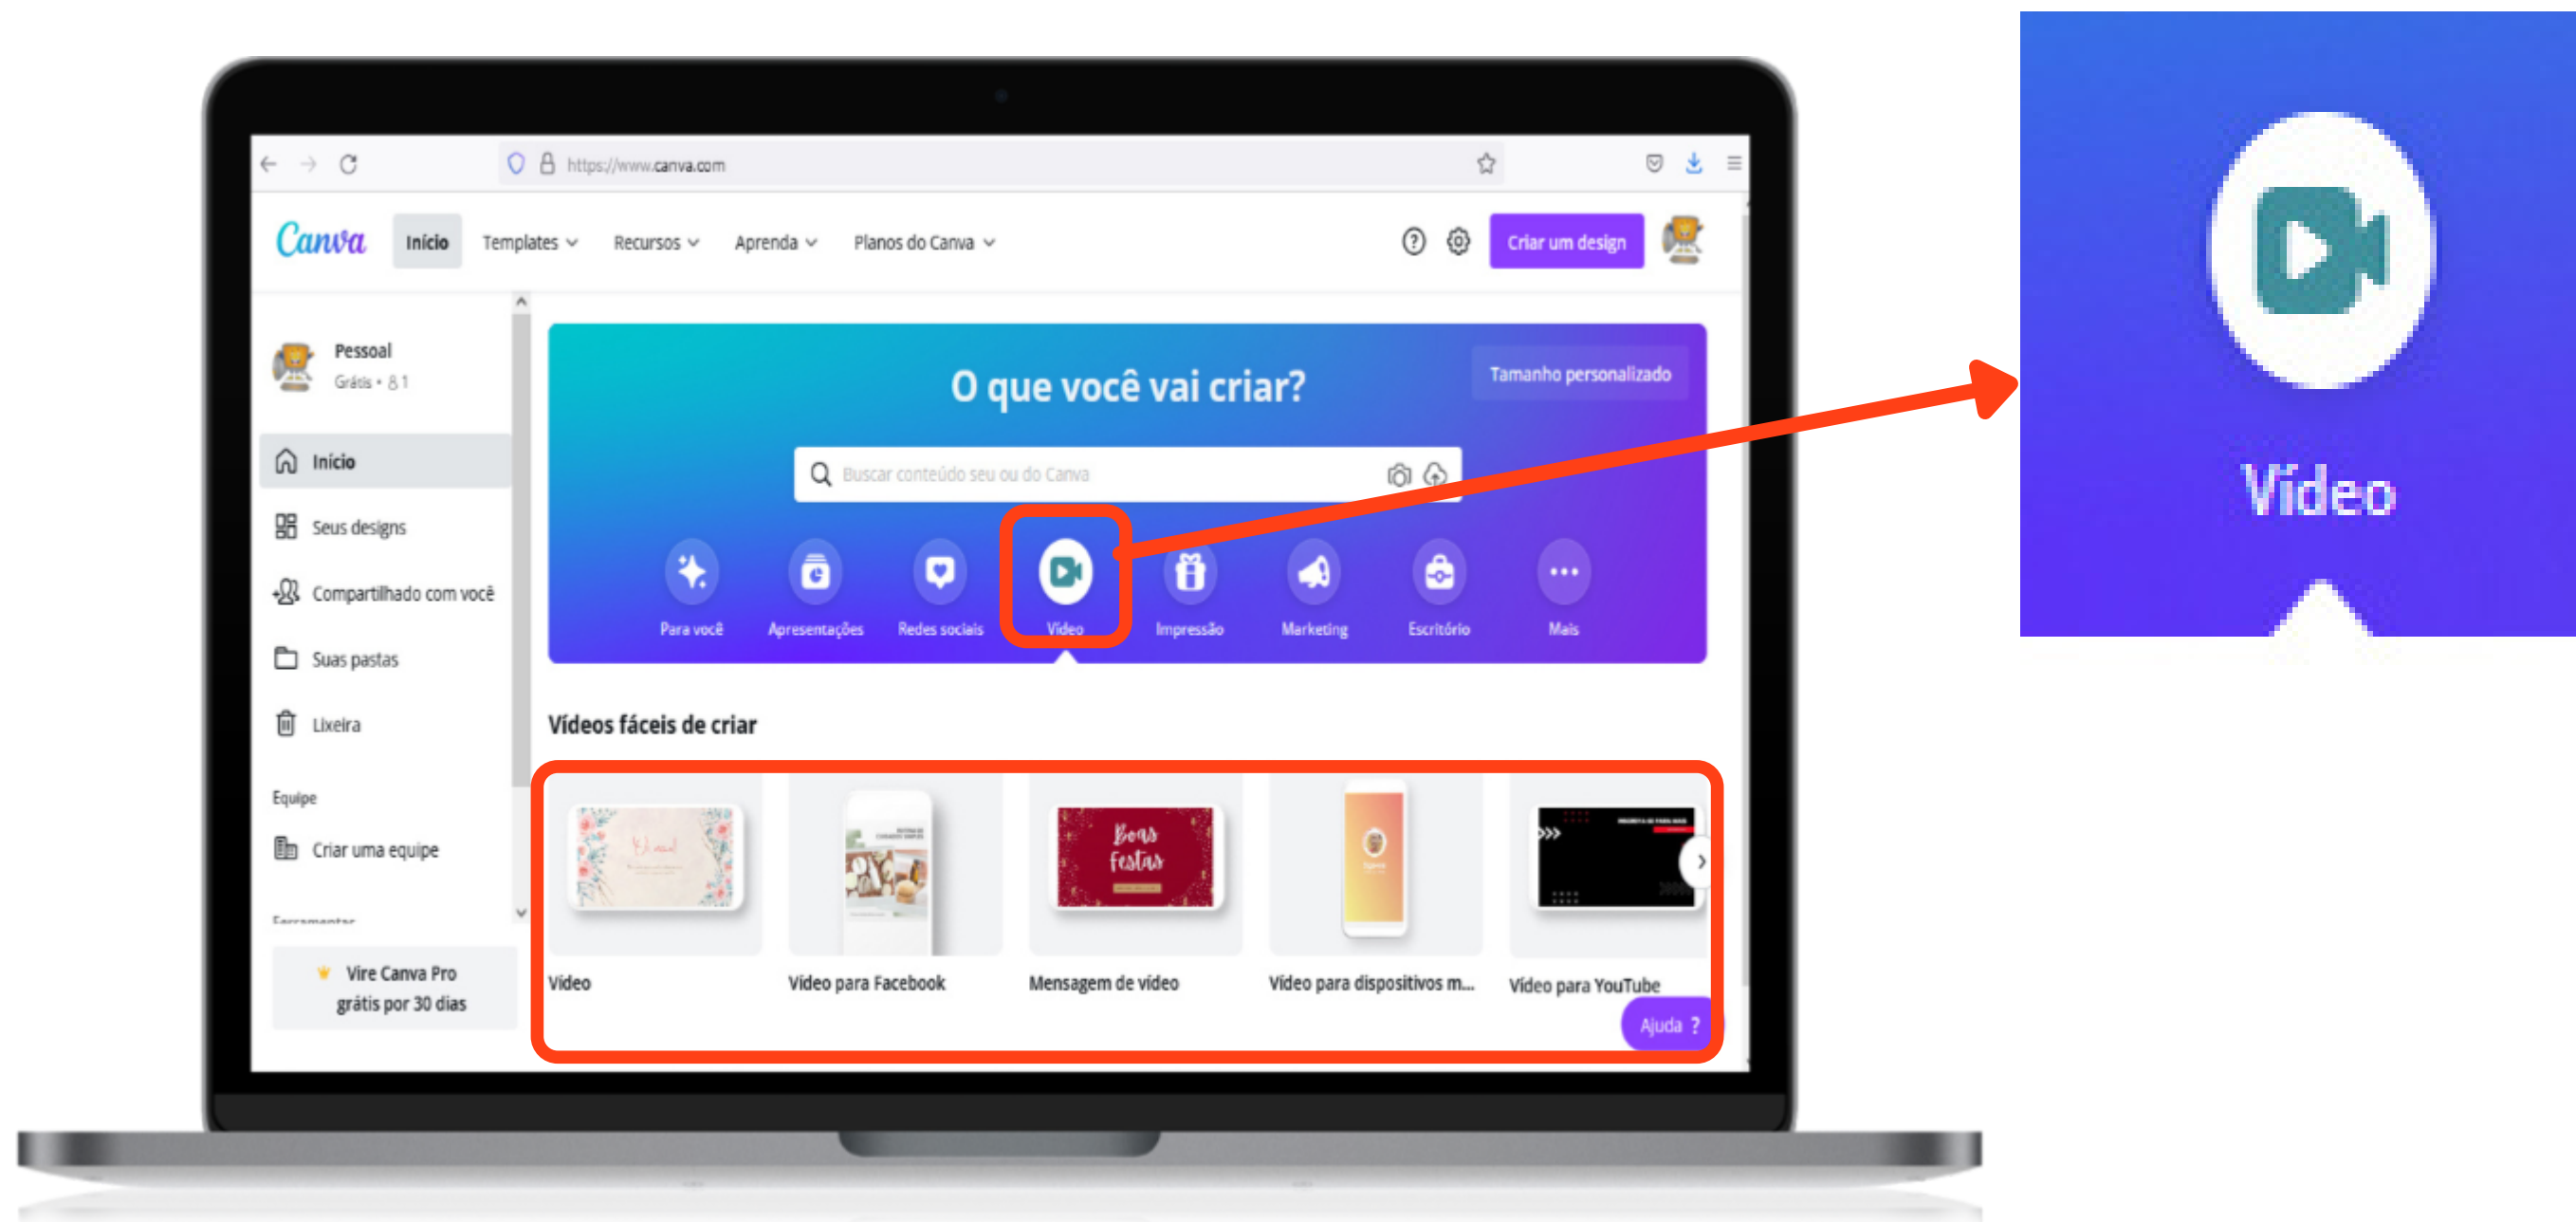 https://www.canva.com
Canva
Início
Templates
Recursos
Aprenda
Planos do Canva
Criar um design
Pessoal
Grátis • 1
Início
Seus designs
Compartilhado com você
Suas pastas
Lixeira
Equipe
Criar uma equipe
Ferramentas
Vire Canva Pro
grátis por 30 dias
O que você vai criar?
Tamanho personalizado
Buscar conteúdo seu ou do Canva
Para você
Apresentações
Redes sociais
Vídeo
Impressão
Marketing
Escritório
Mais
Vídeos fáceis de criar
Boas
Festas
Vídeo
Vídeo para Facebook
Mensagem de vídeo
Vídeo para dispositivos m...
Vídeo para YouTube
Ajuda ?
Vídeo